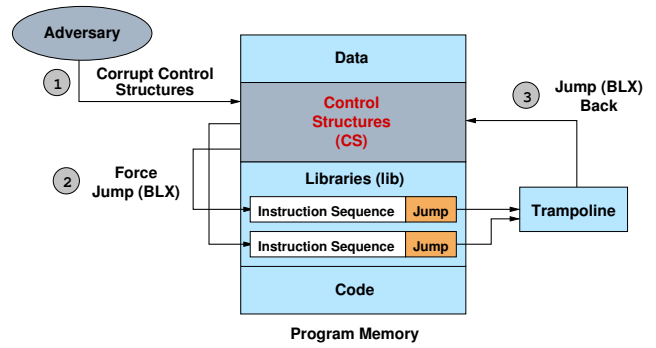 Adversary
1
Corrupt Control
Structures
Data
Control
Structures
(CS)
3
Jump (BLX)
Back
2
Force
Jump (BLX)
Libraries (lib)
Instruction Sequence
Jump
Instruction Sequence
Jump
Trampoline
Code
Program Memory